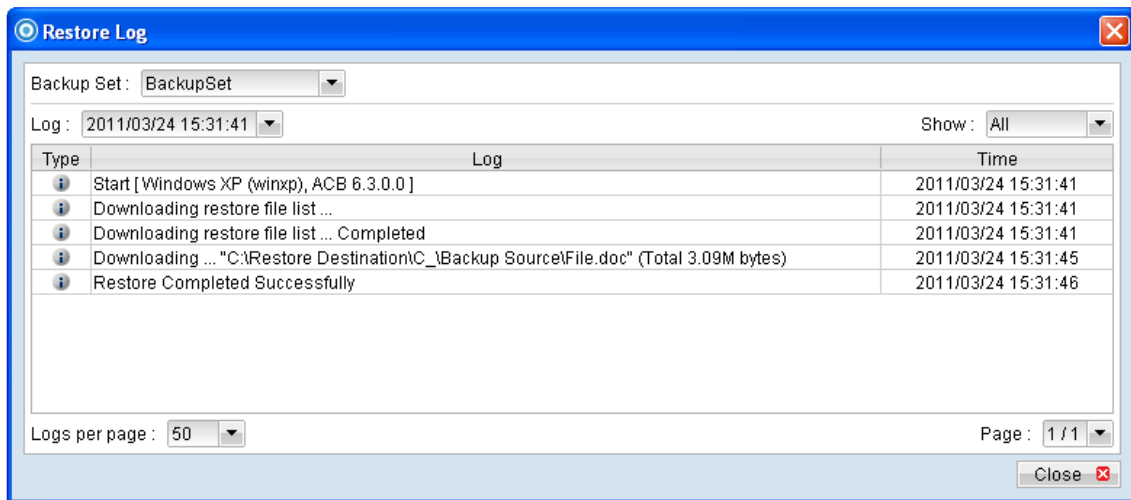 Restore Log
Backup Set : BackupSet
Log : 2011/03/24 15:31:41 Show : All
Type Log Time
Start [ Windows XP (winxp), ACB 6.3.0.0 ] 2011/03/24 15:31:41
Downloading restore file list ... 2011/03/24 15:31:41
Downloading restore file list ... Completed 2011/03/24 15:31:41
Downloading ... "C:\Restore Destination\C_\Backup Source\File.doc" (Total 3.09M bytes) 2011/03/24 15:31:45
Restore Completed Successfully 2011/03/24 15:31:46
Logs per page : 50 Page : 1 / 1
Close